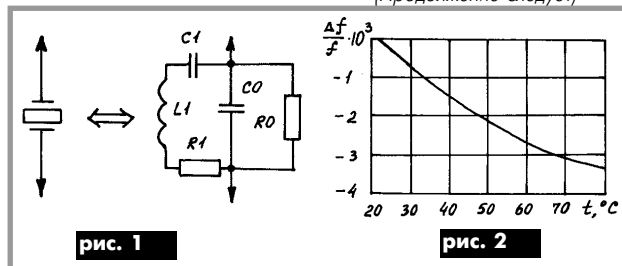 (Продолжение следует)
C1
C0
L1
R0
R1
рис. 1
Δf/f · 10³
-1
-2
-3
-4
20 30 40 50 60 70 t,°C
рис. 2